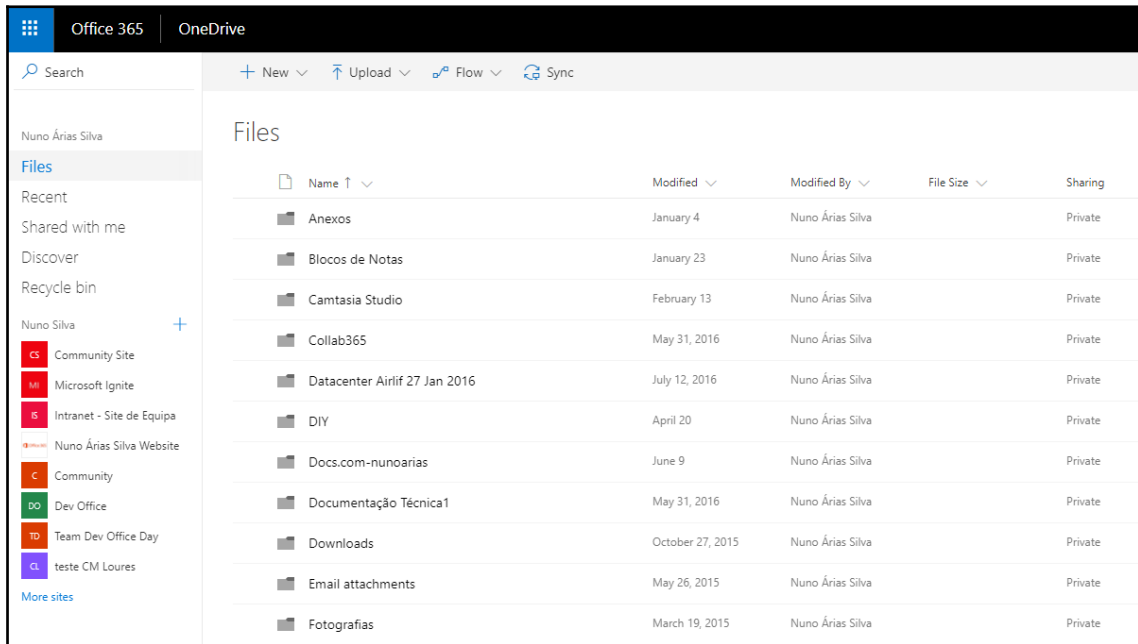 Office 365 OneDrive
Search
New Upload Flow Sync
Nuno Árias Silva
Files
Recent
Shared with me
Discover
Recycle bin
Nuno Silva
CS Community Site
MI Microsoft Ignite
IS Intranet - Site de Equipa
Nuno Árias Silva Website
C Community
DO Dev Office
TD Team Dev Office Day
CL teste CM Loures
More sites
Files
Name Modified Modified By File Size Sharing
Anexos January 4 Nuno Árias Silva Private
Blocos de Notas January 23 Nuno Árias Silva Private
Camtasia Studio February 13 Nuno Árias Silva Private
Collab365 May 31, 2016 Nuno Árias Silva Private
Datacenter Airlif 27 Jan 2016 July 12, 2016 Nuno Árias Silva Private
DIY April 20 Nuno Árias Silva Private
Docs.com-nunoarias June 9 Nuno Árias Silva Private
Documentação Técnica1 May 31, 2016 Nuno Árias Silva Private
Downloads October 27, 2015 Nuno Árias Silva Private
Email attachments May 26, 2015 Nuno Árias Silva Private
Fotografias March 19, 2015 Nuno Árias Silva Private